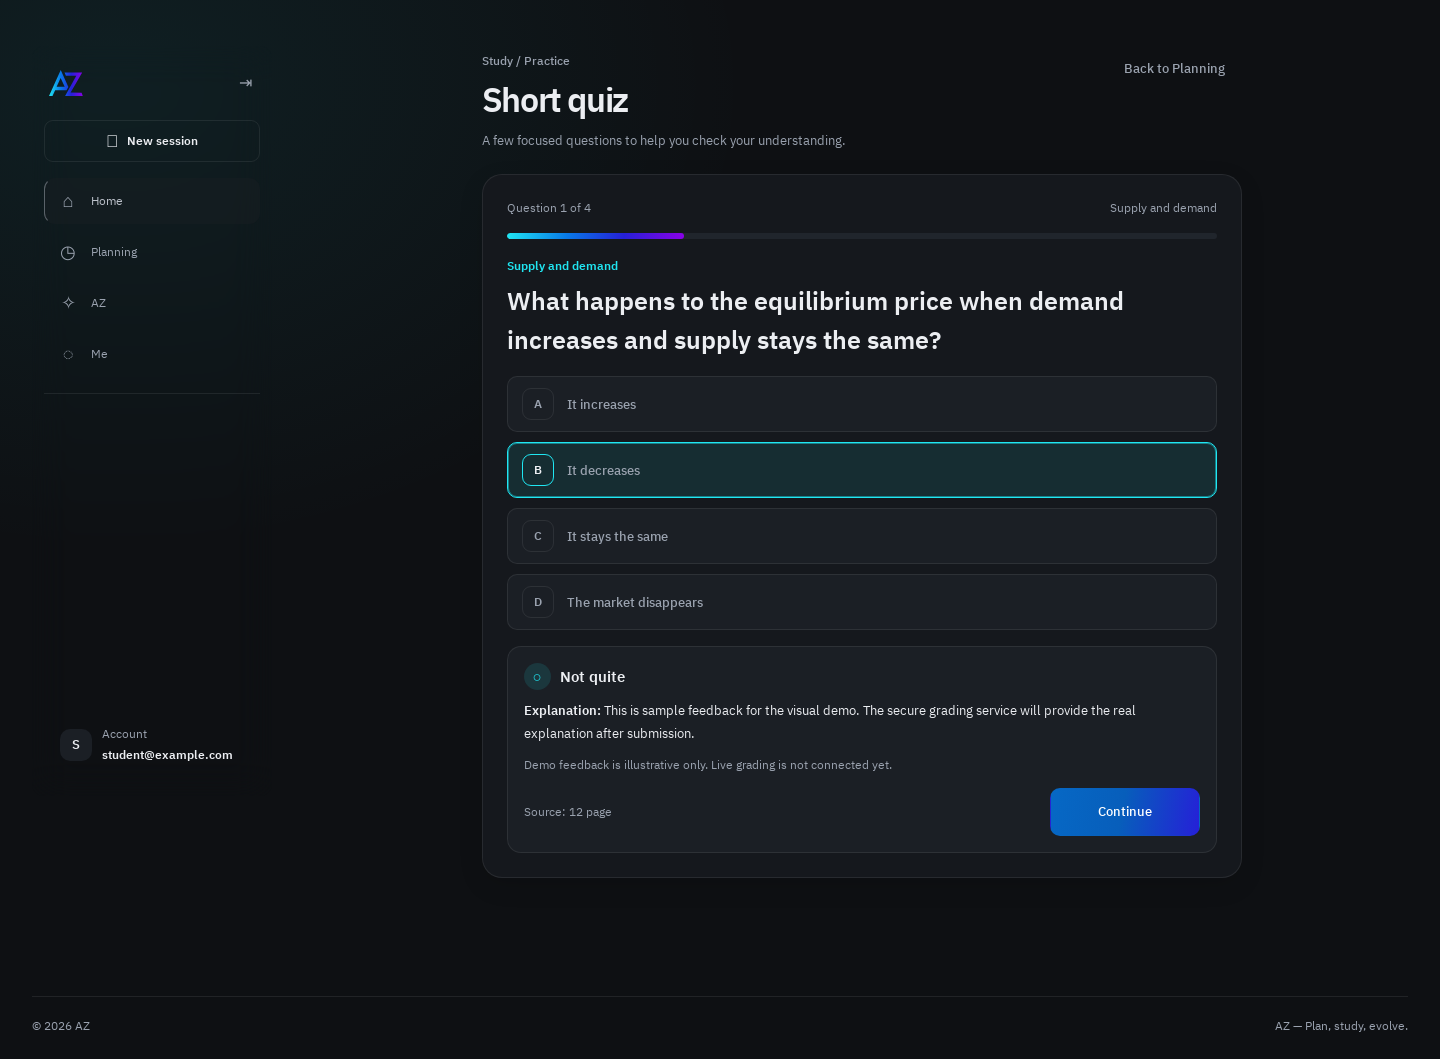 AZ
New session
Home
Planning
AZ
Me
Account
S
student@example.com
Study / Practice
Back to Planning
Short quiz
A few focused questions to help you check your understanding.
Question 1 of 4
Supply and demand
Supply and demand
What happens to the equilibrium price when demand
increases and supply stays the same?
A It increases
B It decreases
C It stays the same
D The market disappears
Not quite
Explanation: This is sample feedback for the visual demo. The secure grading service will provide the real
explanation after submission.
Demo feedback is illustrative only. Live grading is not connected yet.
Source: 12 page
Continue
© 2026 AZ
AZ — Plan, study, evolve.